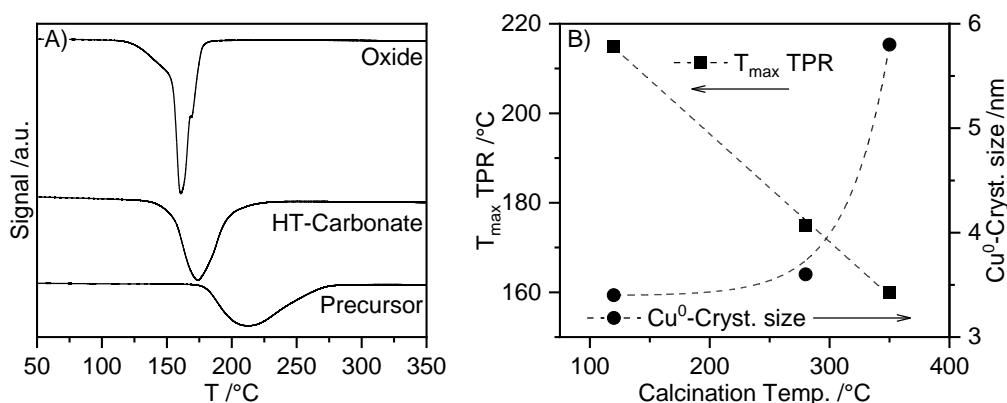 A)
Oxide
HT-Carbonate
Precursor
Signal /a.u.
50 100 150 200 250 300 350
T /°C
B)
T_max TPR
Cu⁰-Cryst. size
220
200
180
160
T_max TPR /°C
6
5
4
3
Cu⁰-Cryst. size /nm
100 200 300 400
Calcination Temp. /°C